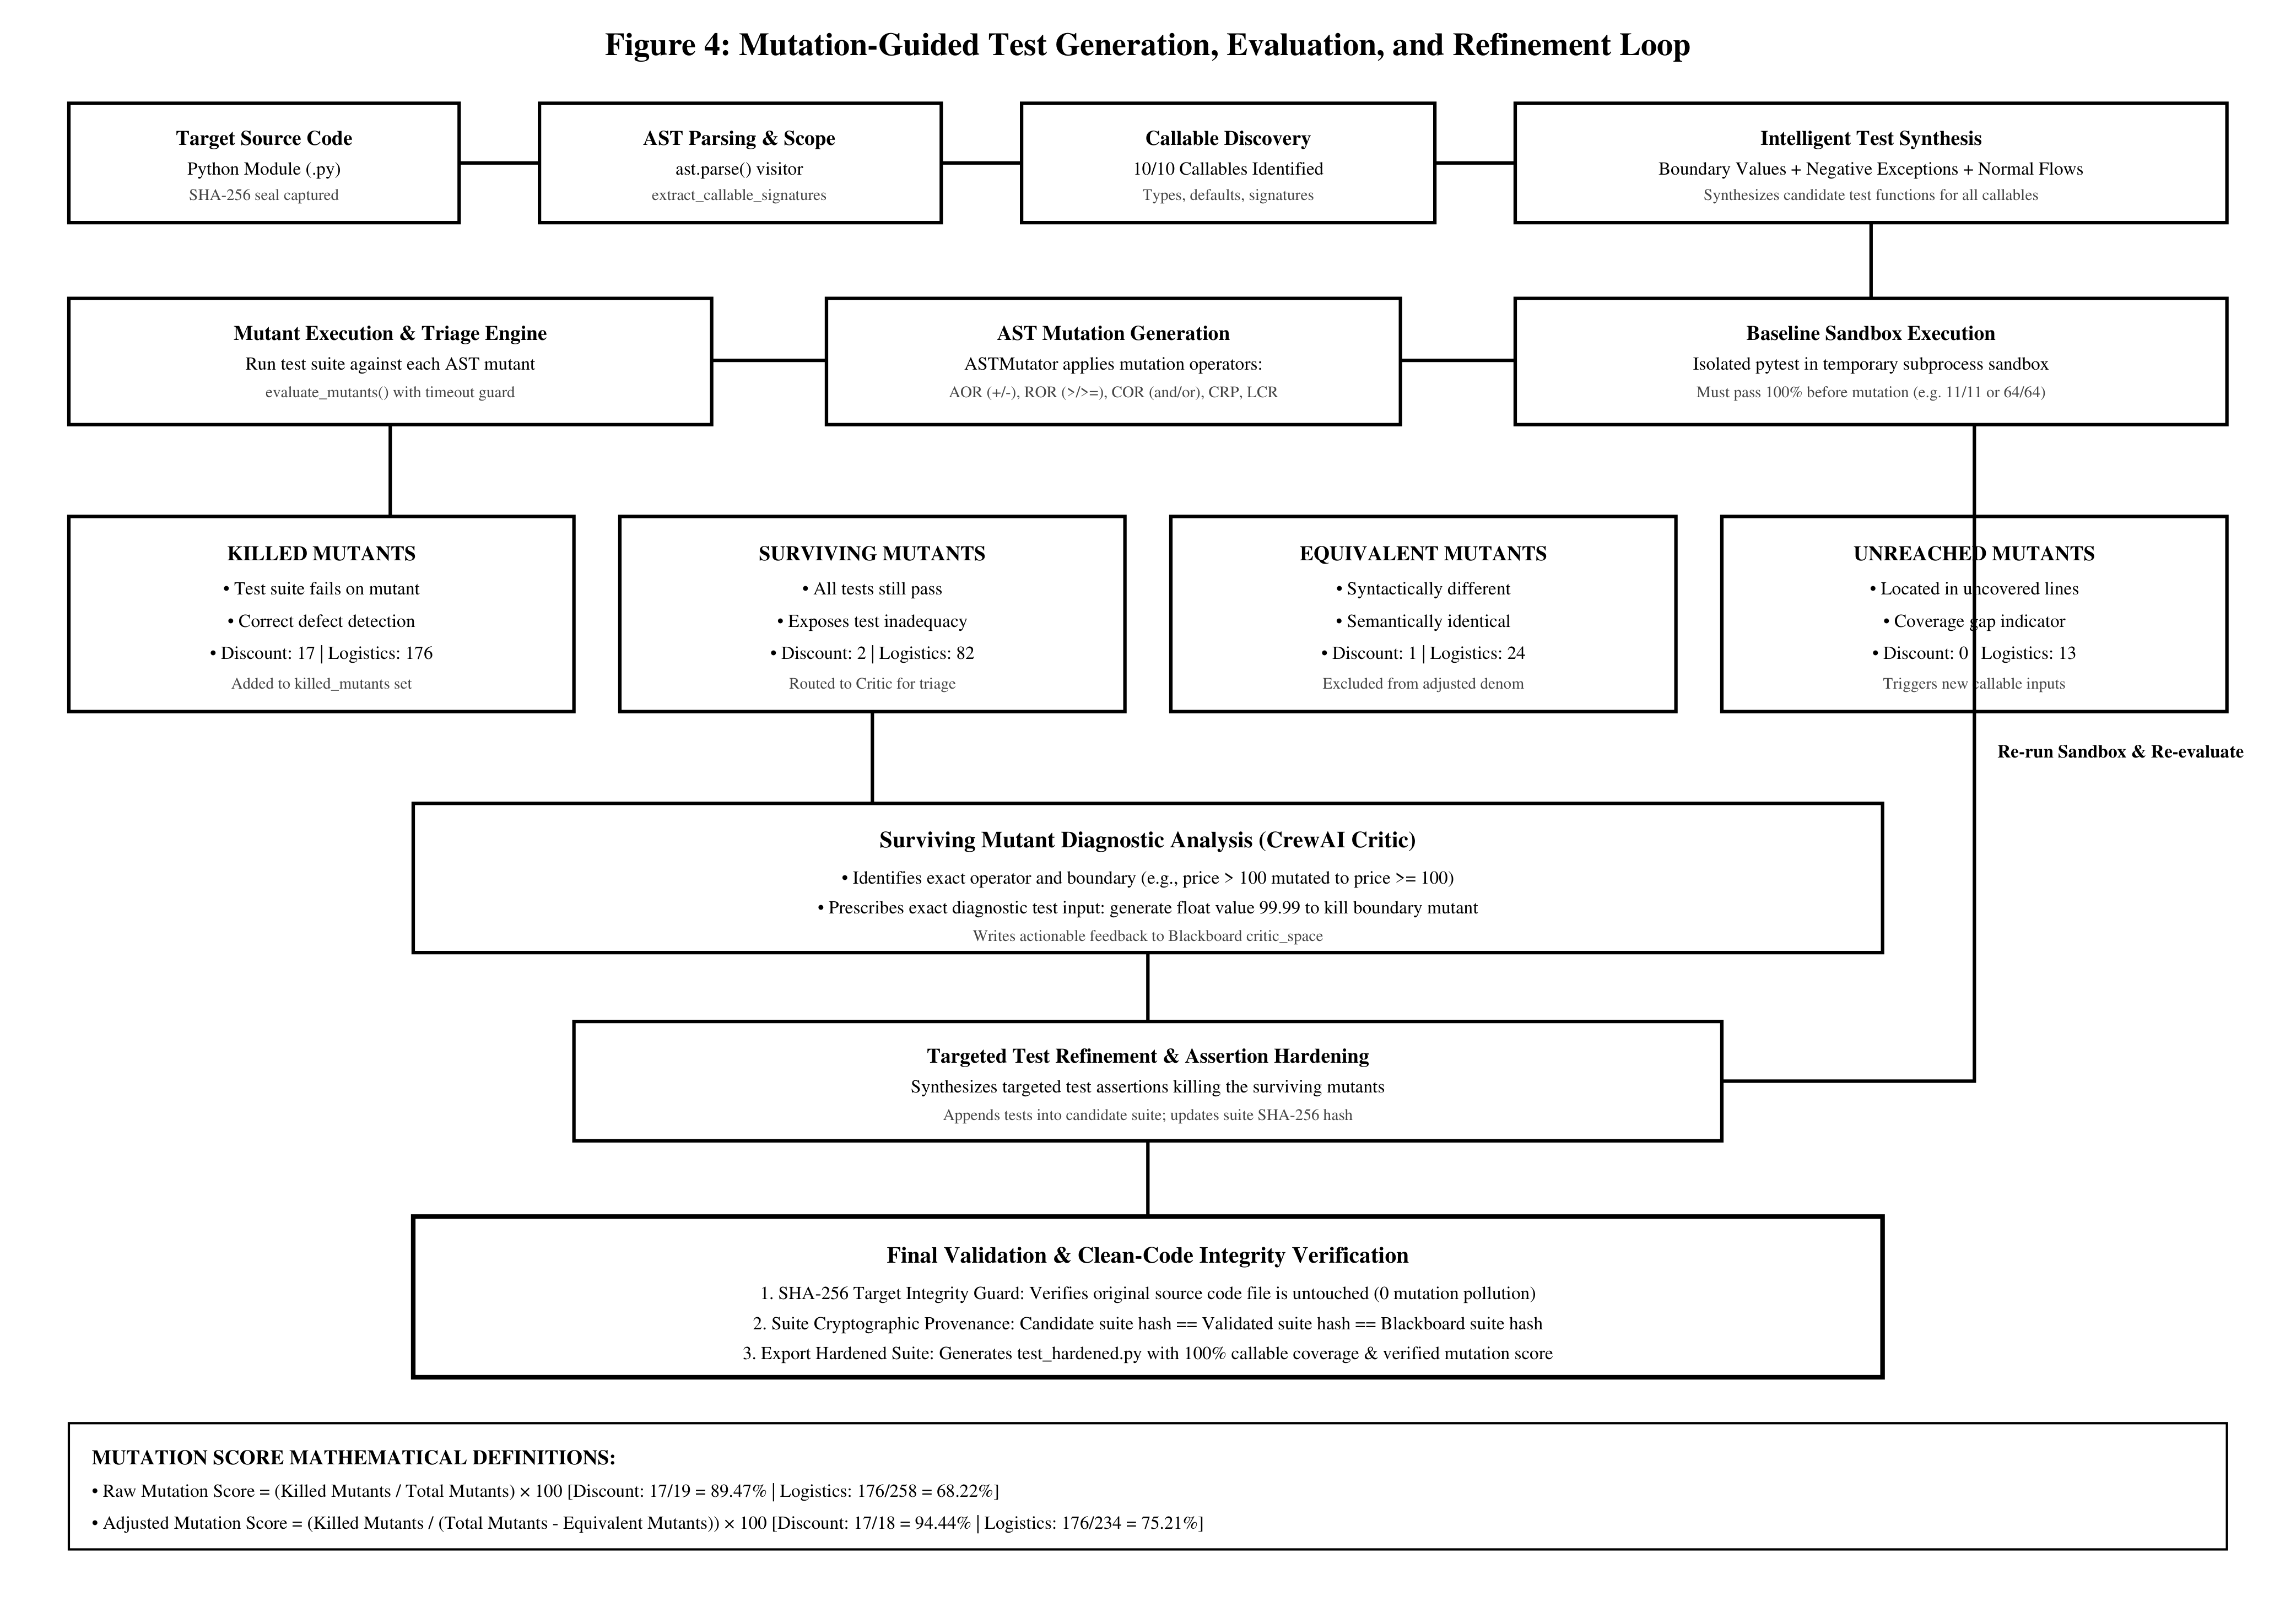 Figure 4: Mutation-Guided Test Generation, Evaluation, and Refinement Loop
Target Source Code
Python Module (.py)
SHA-256 seal captured
AST Parsing & Scope
ast.parse() visitor
extract_callable_signatures
Callable Discovery
10/10 Callables Identified
Types, defaults, signatures
Intelligent Test Synthesis
Boundary Values + Negative Exceptions + Normal Flows
Synthesizes candidate test functions for all callables
Mutant Execution & Triage Engine
Run test suite against each AST mutant
evaluate_mutants() with timeout guard
AST Mutation Generation
ASTMutator applies mutation operators:
AOR (+/-), ROR (>/>=), COR (and/or), CRP, LCR
Baseline Sandbox Execution
Isolated pytest in temporary subprocess sandbox
Must pass 100% before mutation (e.g. 11/11 or 64/64)
KILLED MUTANTS
• Test suite fails on mutant
• Correct defect detection
• Discount: 17 | Logistics: 176
Added to killed_mutants set
SURVIVING MUTANTS
• All tests still pass
• Exposes test inadequacy
• Discount: 2 | Logistics: 82
Routed to Critic for triage
EQUIVALENT MUTANTS
• Syntactically different
• Semantically identical
• Discount: 1 | Logistics: 24
Excluded from adjusted denom
UNREACHED MUTANTS
• Located in uncovered lines
• Coverage gap indicator
• Discount: 0 | Logistics: 13
Triggers new callable inputs
Re-run Sandbox & Re-evaluate
Surviving Mutant Diagnostic Analysis (CrewAI Critic)
• Identifies exact operator and boundary (e.g., price > 100 mutated to price >= 100)
• Prescribes exact diagnostic test input: generate float value 99.99 to kill boundary mutant
Writes actionable feedback to Blackboard critic_space
Targeted Test Refinement & Assertion Hardening
Synthesizes targeted test assertions killing the surviving mutants
Appends tests into candidate suite; updates suite SHA-256 hash
Final Validation & Clean-Code Integrity Verification
1. SHA-256 Target Integrity Guard: Verifies original source code file is untouched (0 mutation pollution)
2. Suite Cryptographic Provenance: Candidate suite hash == Validated suite hash == Blackboard suite hash
3. Export Hardened Suite: Generates test_hardened.py with 100% callable coverage & verified mutation score
MUTATION SCORE MATHEMATICAL DEFINITIONS:
• Raw Mutation Score = (Killed Mutants / Total Mutants) × 100 [Discount: 17/19 = 89.47% | Logistics: 176/258 = 68.22%]
• Adjusted Mutation Score = (Killed Mutants / (Total Mutants - Equivalent Mutants)) × 100 [Discount: 17/18 = 94.44% | Logistics: 176/234 = 75.21%]